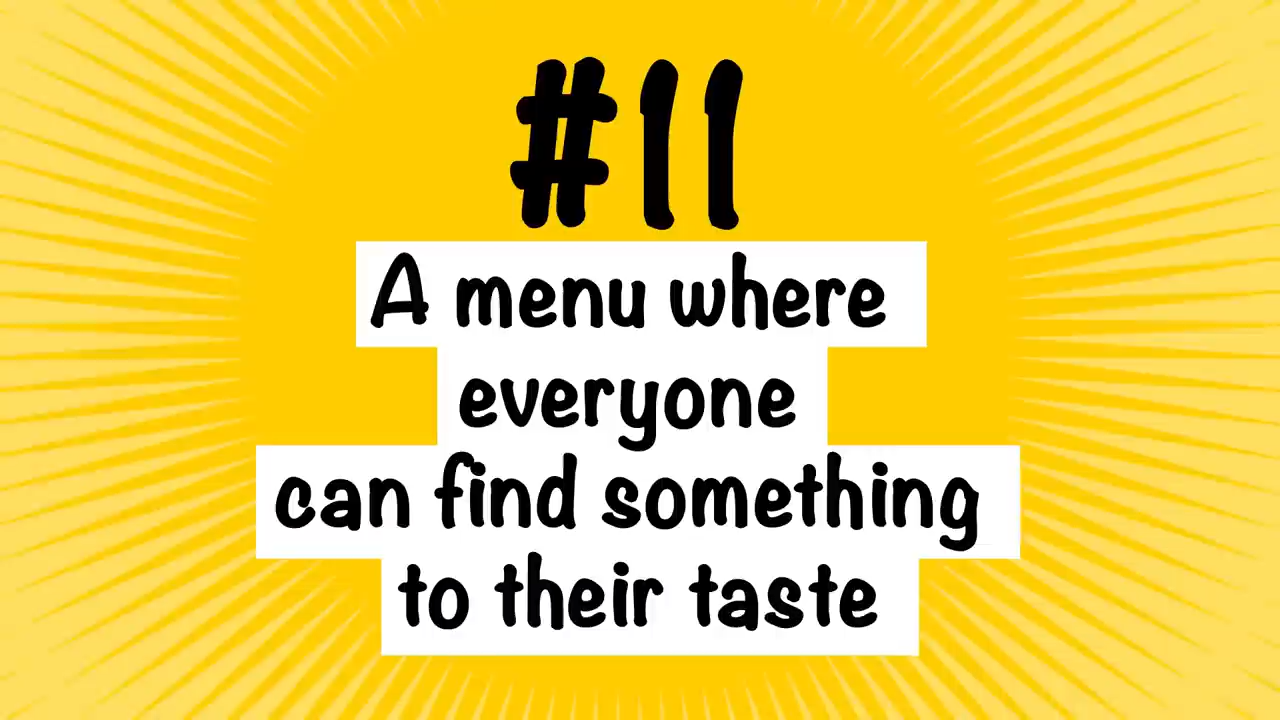 #11
A menu where
everyone
can find something
to their taste